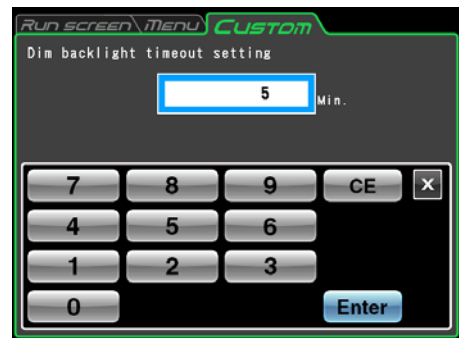 Run screen Menu Custom
Dim backlight timeout setting
5 Min.
7 8 9 CE X
4 5 6
1 2 3
0 Enter